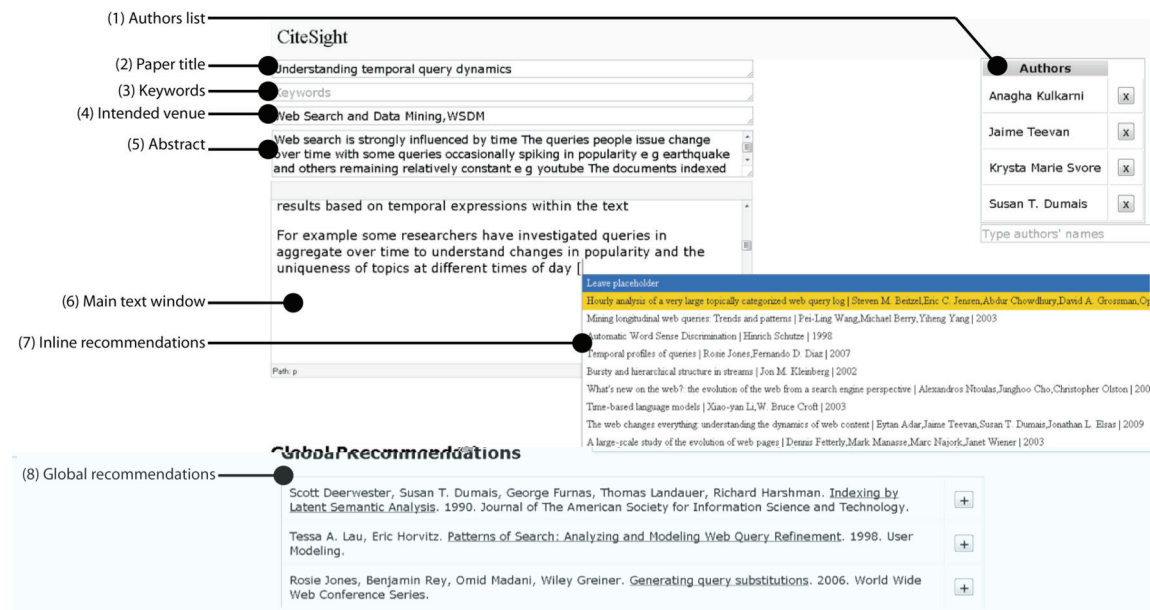 (1) Authors list
CiteSight
(2) Paper title
Understanding temporal query dynamics
(3) Keywords
Keywords
(4) Intended venue
Web Search and Data Mining,WSDM
(5) Abstract
Web search is strongly influenced by time The queries people issue change
over time with some queries occasionally spiking in popularity e g earthquake
and others remaining relatively constant e g youtube The documents indexed
Authors
Anagha Kulkarni x
Jaime Teevan x
Krysta Marie Svore x
Susan T. Dumais x
Type authors' names
results based on temporal expressions within the text
For example some researchers have investigated queries in
aggregate over time to understand changes in popularity and the
uniqueness of topics at different times of day [
(6) Main text window
Path: p
(7) Inline recommendations
Leave placeholder
Hourly analysis of a very large topically categorized web query log | Steven M. Beitzel,Eric C. Jensen,Abdur Chowdhury,David A. Grossman,Op
Mining longitudinal web queries: Trends and patterns | Pei-Ling Wang,Michael Berry,Yiheng Yang | 2003
Automatic Word Sense Discrimination | Hinrich Schutze | 1998
Temporal profiles of queries | Rosie Jones,Fernando D. Diaz | 2007
Bursty and hierarchical structure in streams | Jon M. Kleinberg | 2002
What's new on the web?: the evolution of the web from a search engine perspective | Alexandros Ntoulas,Junghoo Cho,Christopher Olston | 200
Time-based language models | Xiao-yan Li,W. Bruce Croft | 2003
The web changes everything: understanding the dynamics of web content | Eytan Adar,Jaime Teevan,Susan T. Dumais,Jonathan L. Elsas | 2009
A large-scale study of the evolution of web pages | Dennis Fetterly,Mark Manasse,Marc Najork,Janet Wiener | 2003
Global Recommendations
(8) Global recommendations
Scott Deerwester, Susan T. Dumais, George Furnas, Thomas Landauer, Richard Harshman. Indexing by
Latent Semantic Analysis. 1990. Journal of The American Society for Information Science and Technology.
+
Tessa A. Lau, Eric Horvitz. Patterns of Search: Analyzing and Modeling Web Query Refinement. 1998. User
Modeling.
+
Rosie Jones, Benjamin Rey, Omid Madani, Wiley Greiner. Generating query substitutions. 2006. World Wide
Web Conference Series.
+